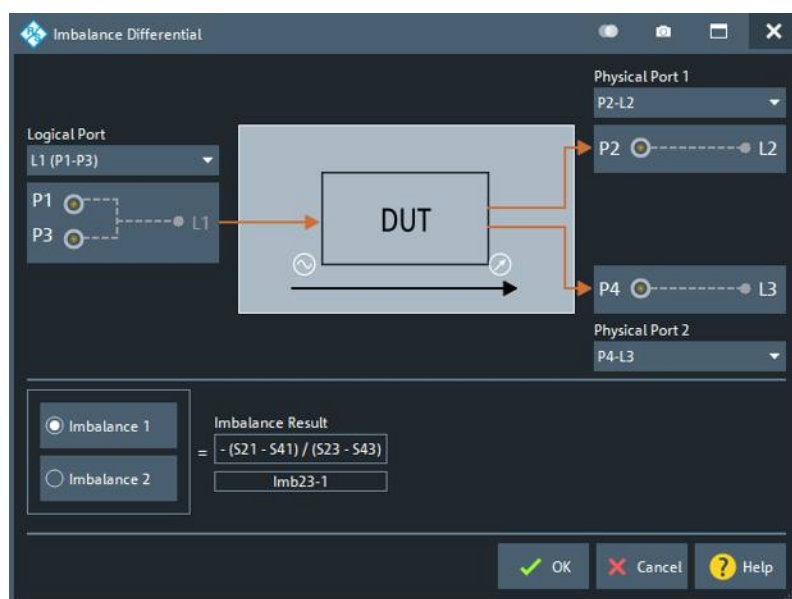 Imbalance Differential
Physical Port 1
P2-L2
Logical Port
L1 (P1-P3)
P2 L2
P1
P3
L1
DUT
P4 L3
Physical Port 2
P4-L3
Imbalance 1
Imbalance 2
=
Imbalance Result
- (S21 - S41) / (S23 - S43)
Imb23-1
OK
Cancel
? Help